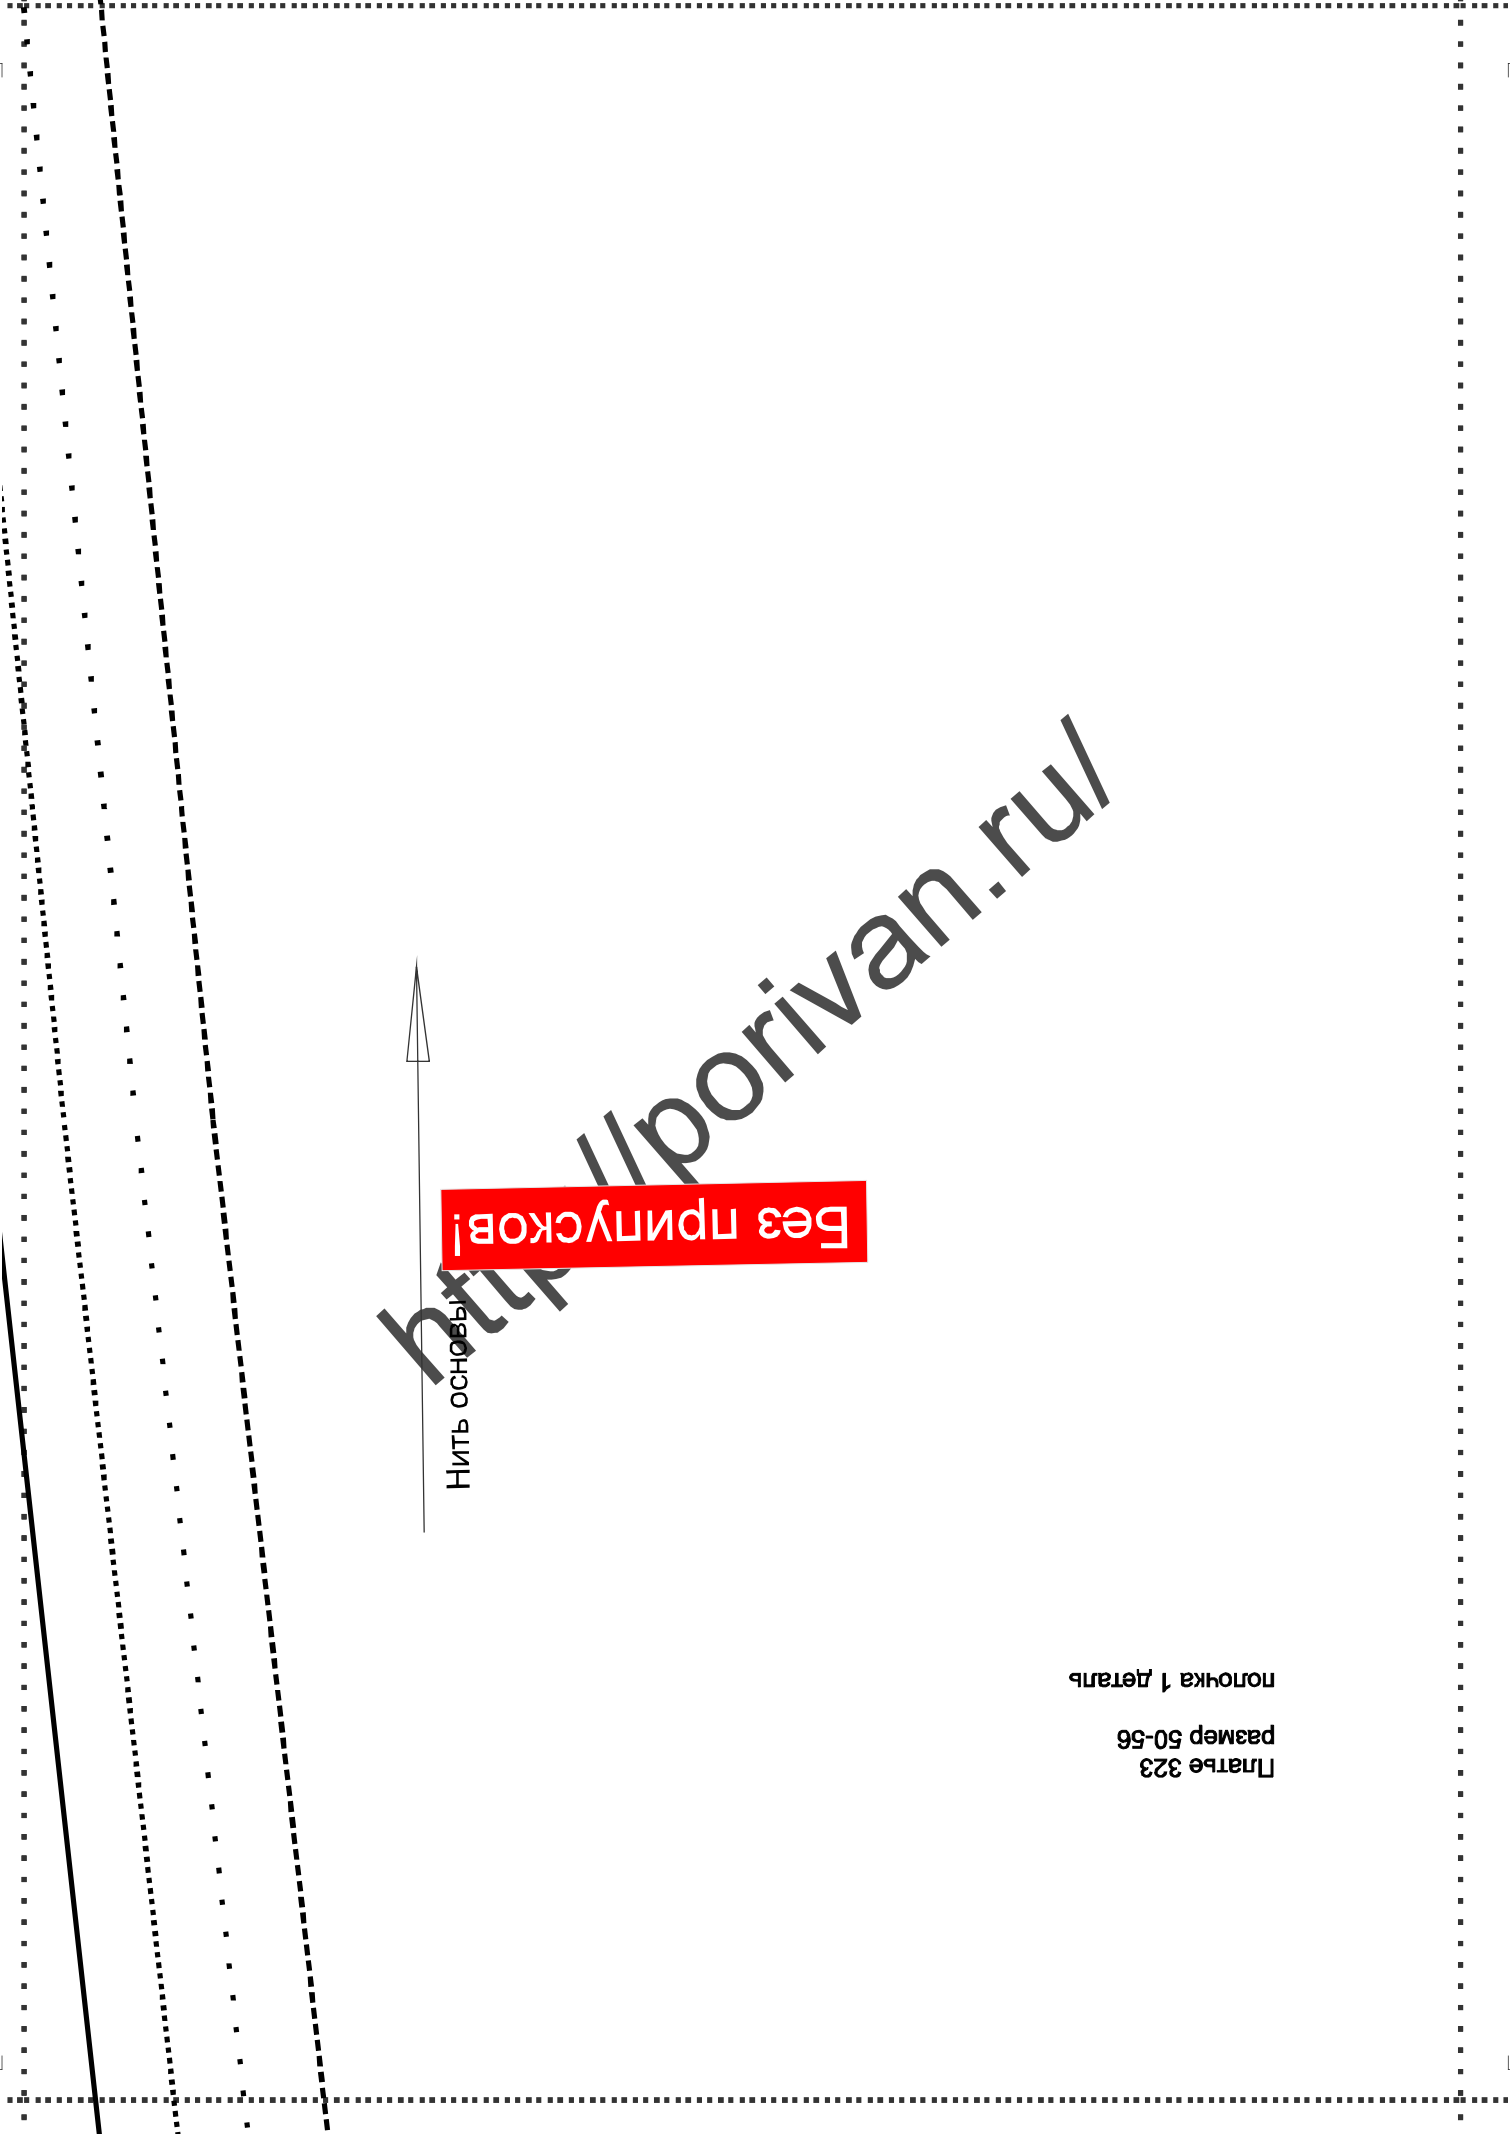 http://porivan.ru/
Без припусков!
Нить основы
Платье 323
размер 50-56
полочка 1 деталь